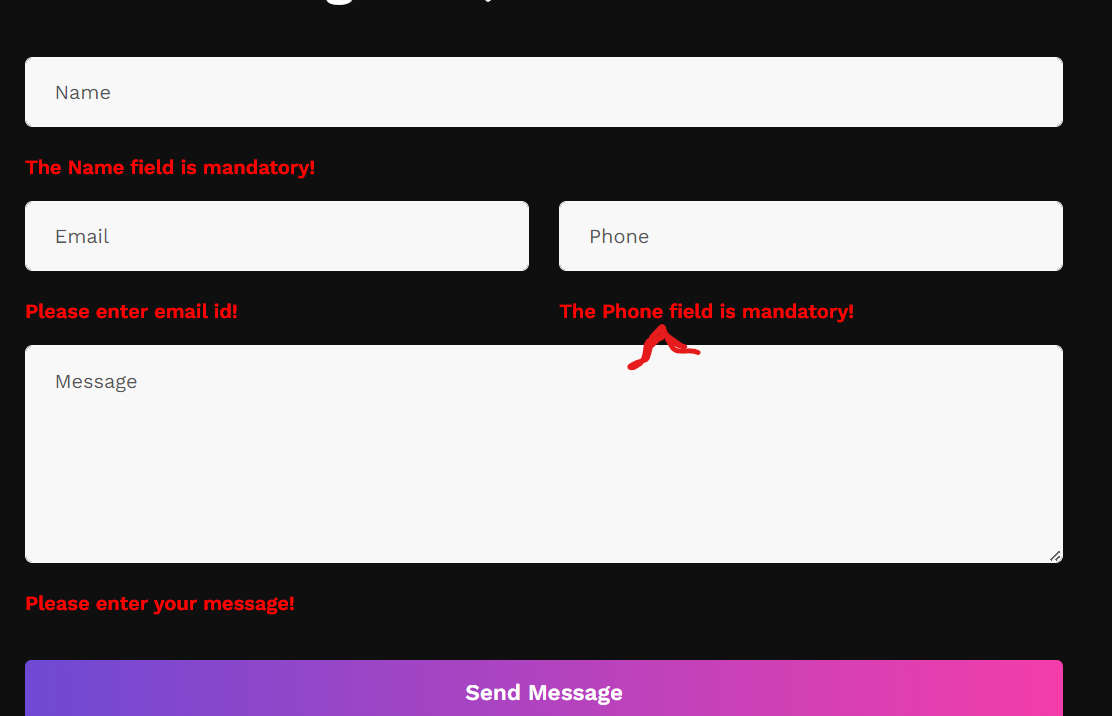 Name
The Name field is mandatory!
Email
Phone
Please enter email id!
The Phone field is mandatory!
Message
Please enter your message!
Send Message